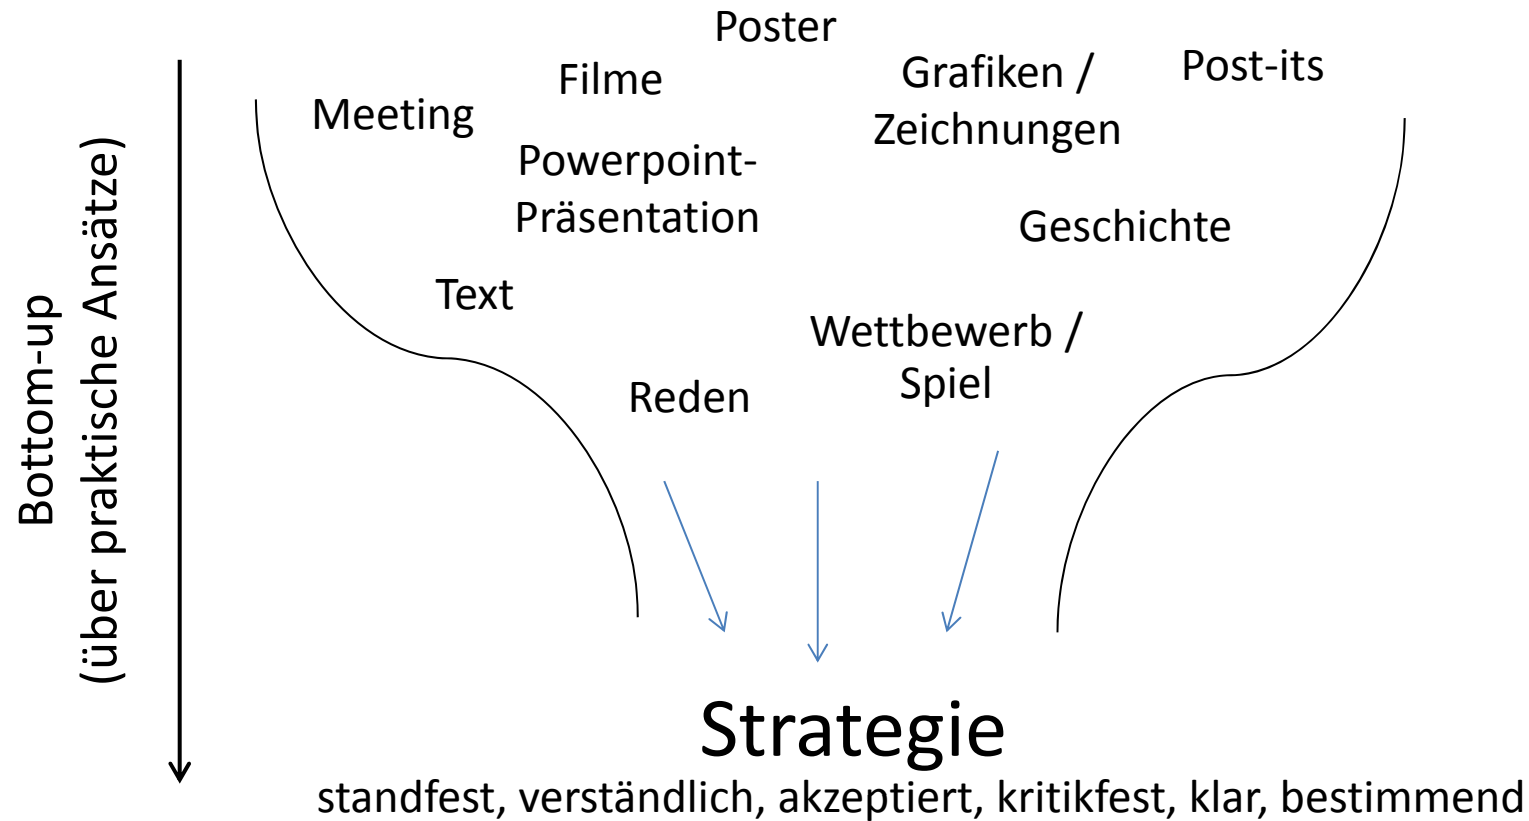 Poster
Filme
Grafiken /
Zeichnungen
Post-its
Meeting
Powerpoint-
Präsentation
Geschichte
Text
Wettbewerb /
Spiel
Reden
Bottom-up
(über praktische Ansätze)
Strategie
standfest, verständlich, akzeptiert, kritikfest, klar, bestimmend